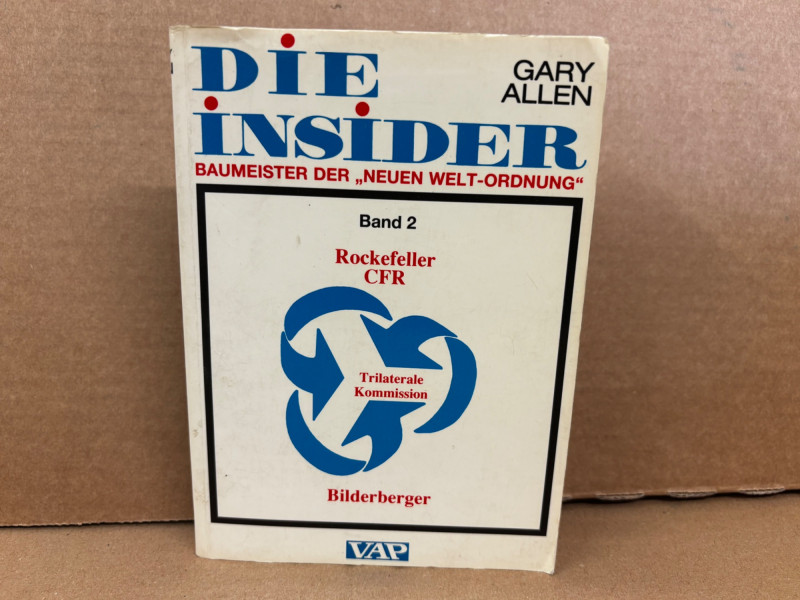 DIE
INSIDER
GARY
ALLEN
BAUMEISTER DER „NEUEN WELT-ORDNUNG“
Band 2
Rockefeller
CFR
Trilaterale
Kommission
Bilderberger
VAP